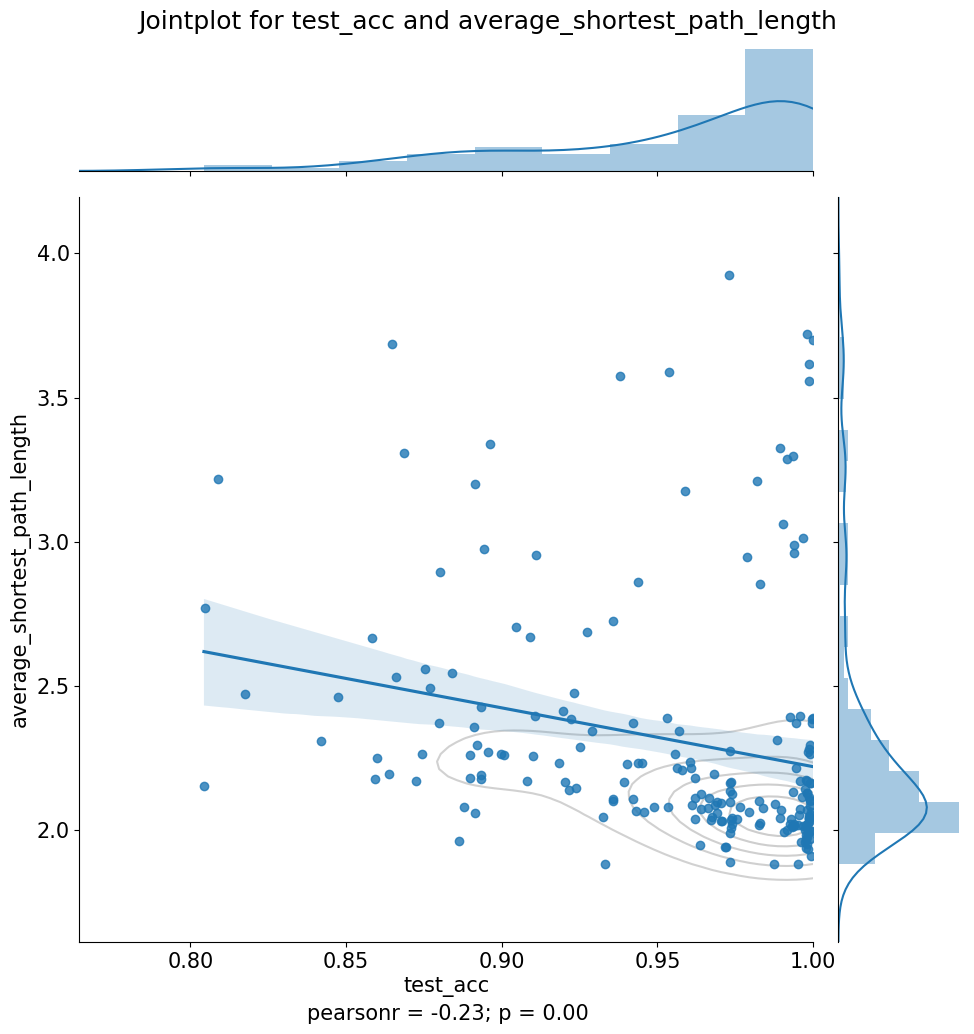 Jointplot for test_acc and average_shortest_path_length
4.0
3.5
3.0
2.5
2.0
average_shortest_path_length
0.80 0.85 0.90 0.95 1.00
test_acc
pearsonr = -0.23; p = 0.00